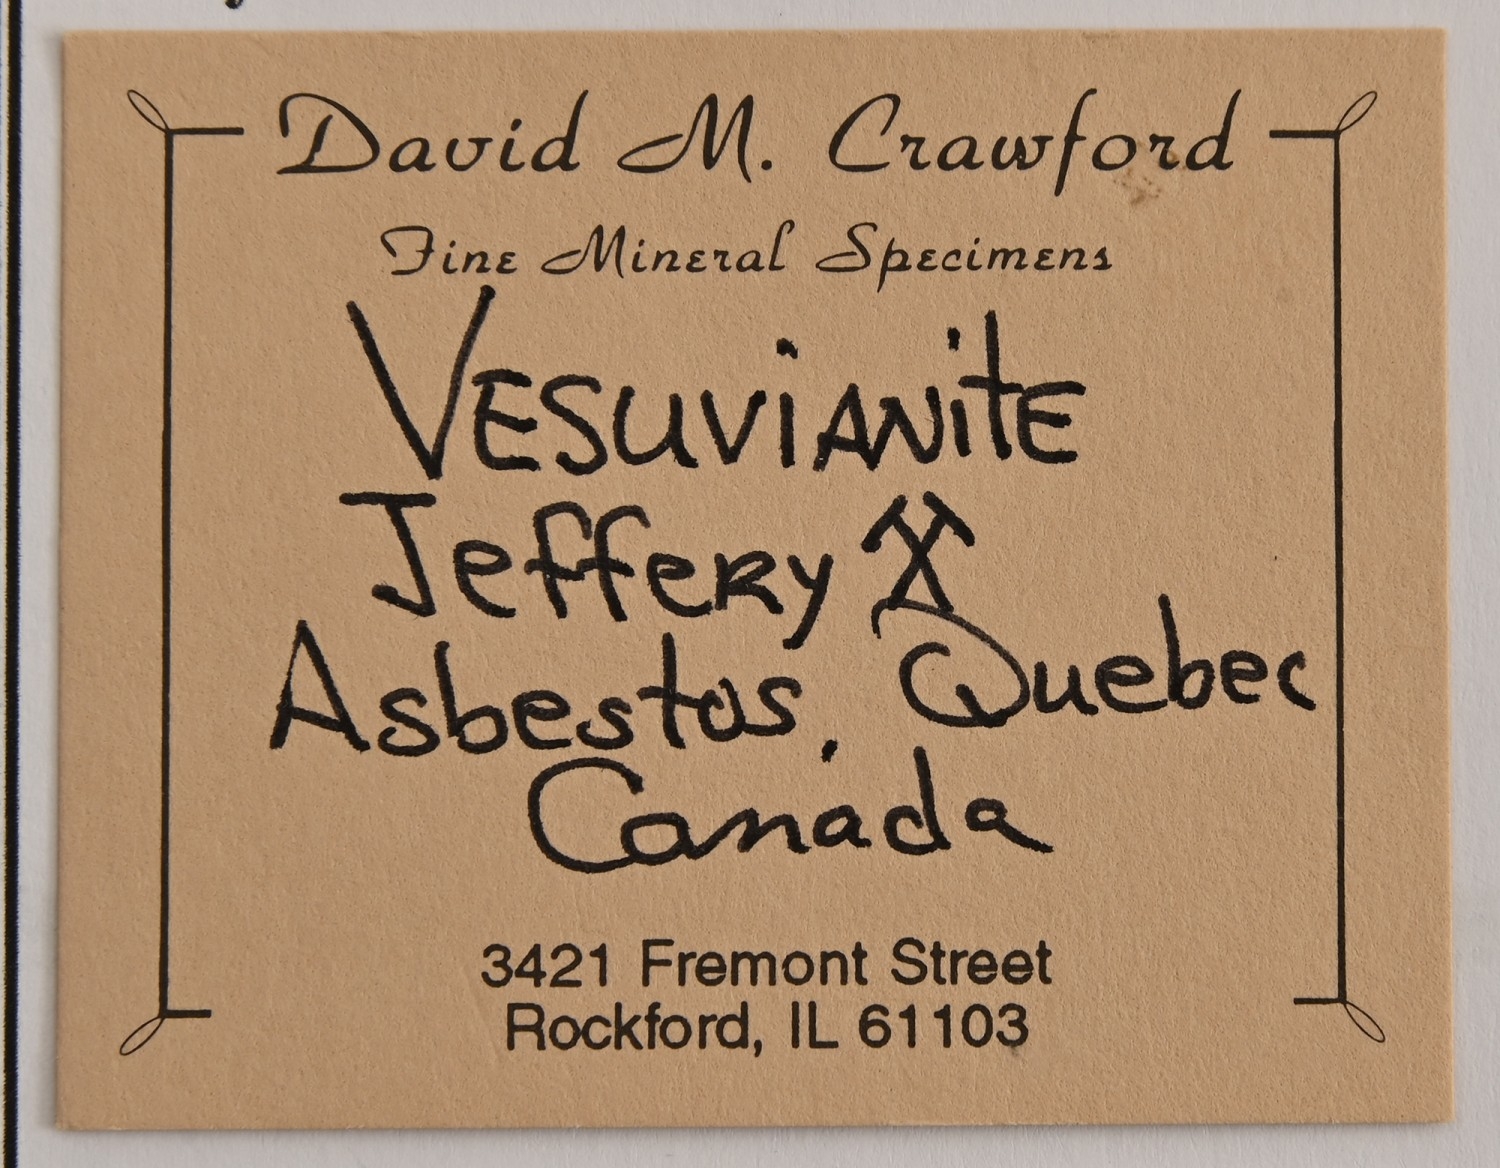 David M. Crawford
Fine Mineral Specimens
Vesuvianite
Jeffery ⚒
Asbestos, Quebec
Canada
3421 Fremont Street
Rockford, IL 61103